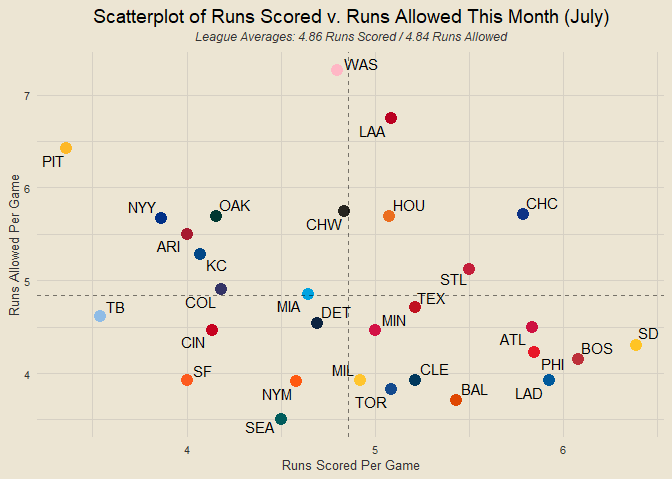 Scatterplot of Runs Scored v. Runs Allowed This Month (July)
League Averages: 4.86 Runs Scored / 4.84 Runs Allowed
WAS
7
LAA
PIT
6
NYY
OAK
CHW
HOU
CHC
ARI
KC
STL
5
COL
MIA
TEX
TB
DET
MIN
CIN
ATL
SD
BOS
PHI
4
SF
MIL
CLE
NYM
TOR
BAL
LAD
SEA
4
5
6
Runs Scored Per Game
Runs Allowed Per Game